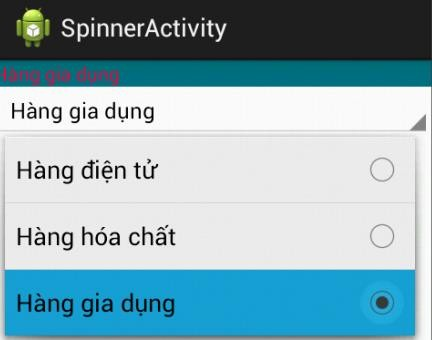 SpinnerActivity
Hàng gia dụng
Hàng gia dụng
Hàng điện tử
Hàng hóa chất
Hàng gia dụng